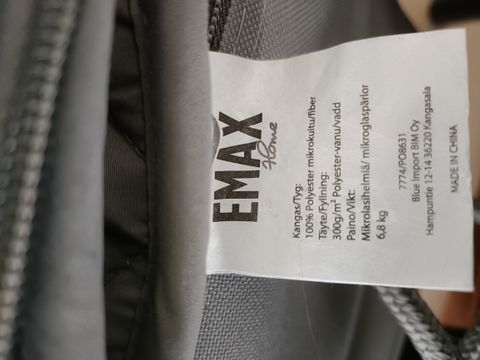 EMAX
Home
Kangas/Tyg:
100% Polyester mikrokuitu/fiber
Täyte/Fyllning:
300g/m² Polyester-vanu/vadd
Paino/Vikt:
Mikrolasihelmiä/ mikroglaspärlor
6,8 kg
7774/PO8631
Blue Import BIM Oy
Hampuntie 12-14 36220 Kangasala
MADE IN CHINA